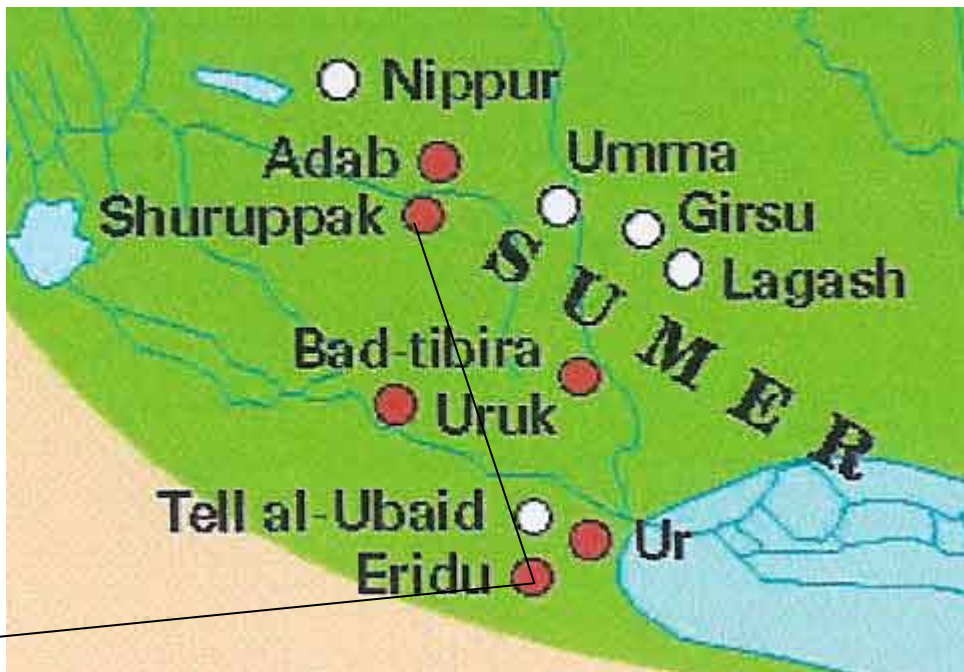 Nippur
Adab
Umma
Shuruppak
Girsu
Lagash
SUMER
Bad-tibira
Uruk
Tell al-Ubaid
Ur
Eridu